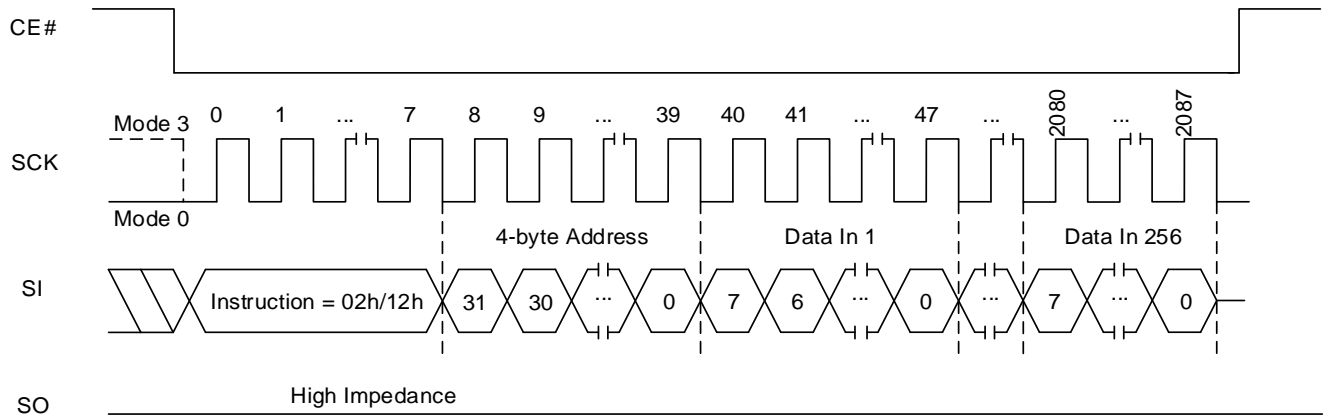 CE#
0 1 ... 7 8 9 ... 39 40 41 ... 47 ... 2080 ... 2087
Mode 3
SCK
Mode 0
4-byte Address Data In 1 Data In 256
SI Instruction = 02h/12h 31 30 ... 0 7 6 ... 0 ... 7 ... 0
High Impedance
SO